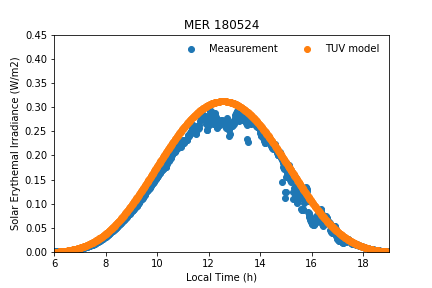 MER 180524
Measurement
TUV model
0.45
0.40
0.35
0.30
0.25
0.20
0.15
0.10
0.05
0.00
Solar Erythemal Irradiance (W/m2)
6 8 10 12 14 16 18
Local Time (h)